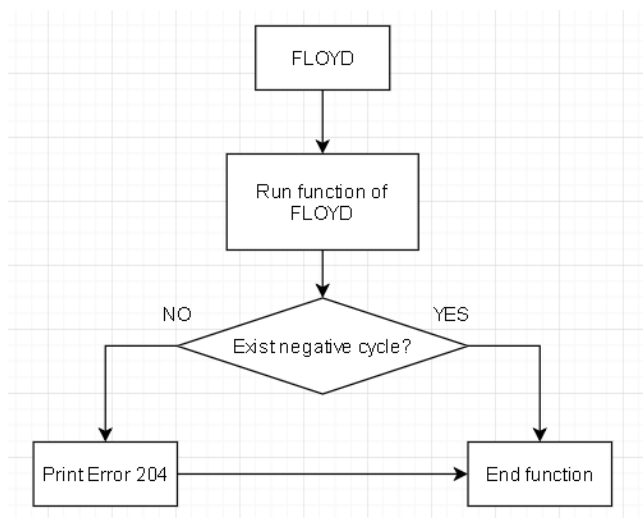 FLOYD
Run function of
FLOYD
NO
YES
Exist negative cycle?
Print Error 204
End function